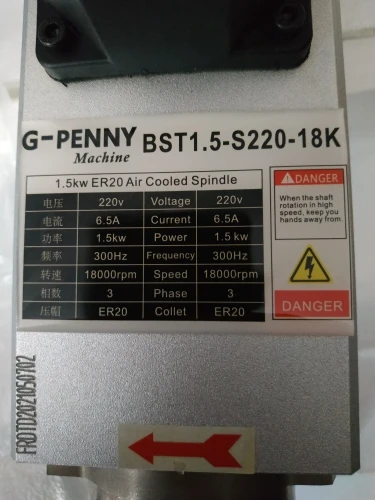 G-PENNY BST1.5-S220-18K
Machine
1.5kw ER20 Air Cooled Spindle
电压 220v Voltage 220v
电流 6.5A Current 6.5A
功率 1.5kw Power 1.5kw
频率 300Hz Frequency 300Hz
转速 18000rpm Speed 18000rpm
相数 3 Phase 3
压帽 ER20 Collet ER20
DANGER
When the shaft
rotation in high
speed, keep you
hands away from
DANGER
FRDTD2021050702